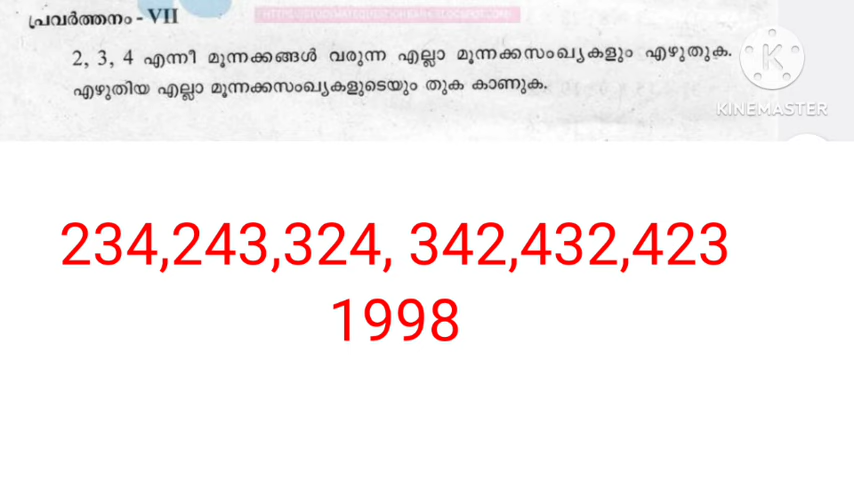 പ്രവർത്തനം - VII
2, 3, 4 എന്നീ മൂന്നക്കങ്ങൾ വരുന്ന എല്ലാ മൂന്നക്കസംഖ്യകളും എഴുതുക.
എഴുതിയ എല്ലാ മൂന്നക്കസംഖ്യകളുടെയും തുക കാണുക.
K
KINEMASTER
234,243,324, 342,432,423
1998